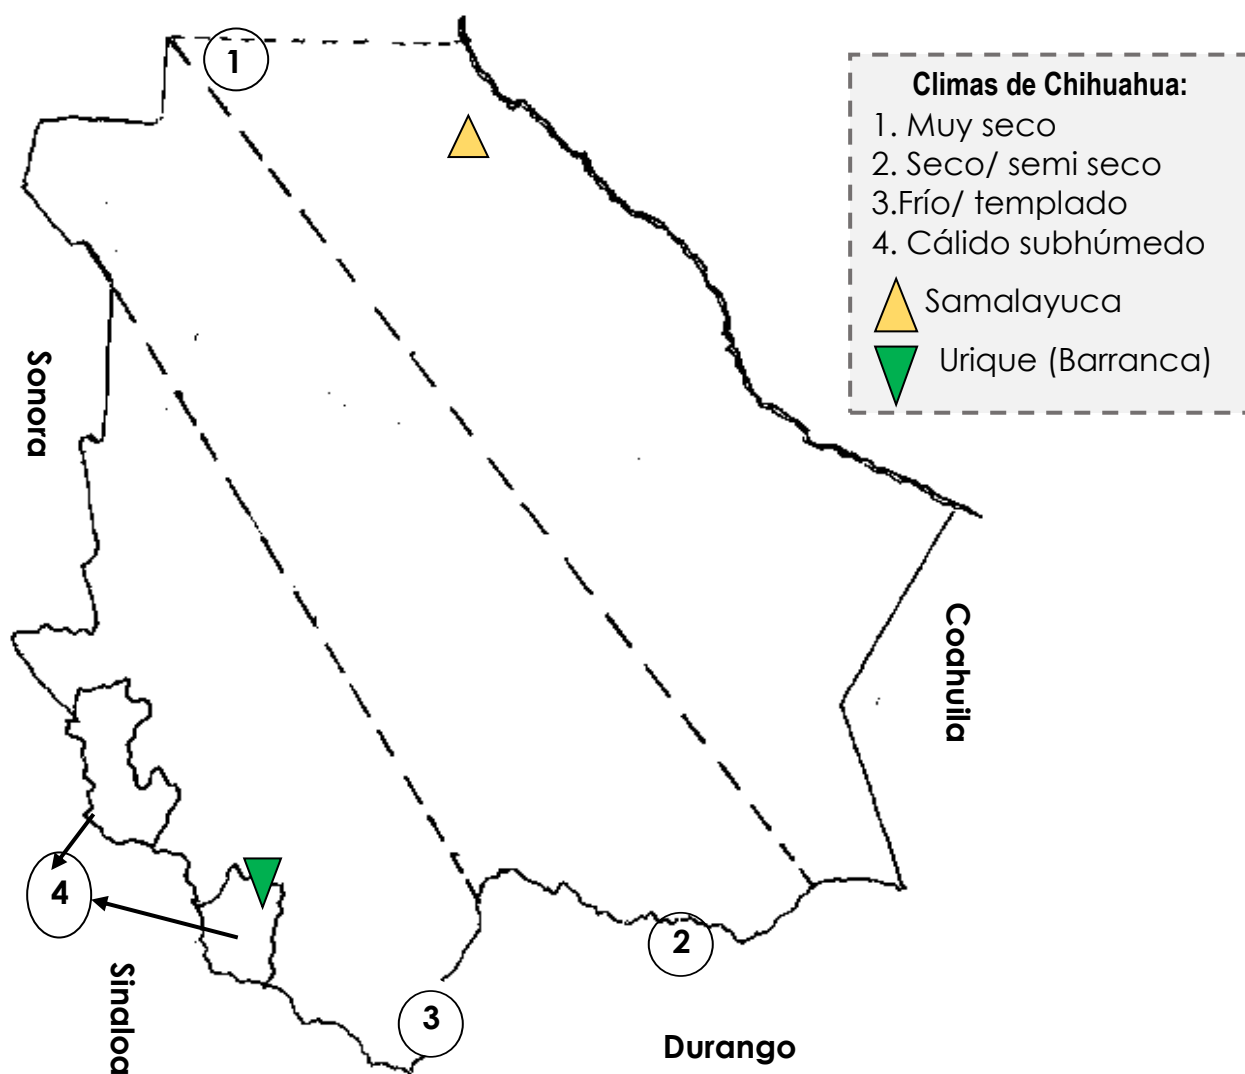 1
Climas de Chihuahua:
1. Muy seco
2. Seco/ semi seco
3.Frío/ templado
4. Cálido subhúmedo
Samalayuca
Urique (Barranca)
Sonora
Coahuila
4
2
Sinaloa
3
Durango